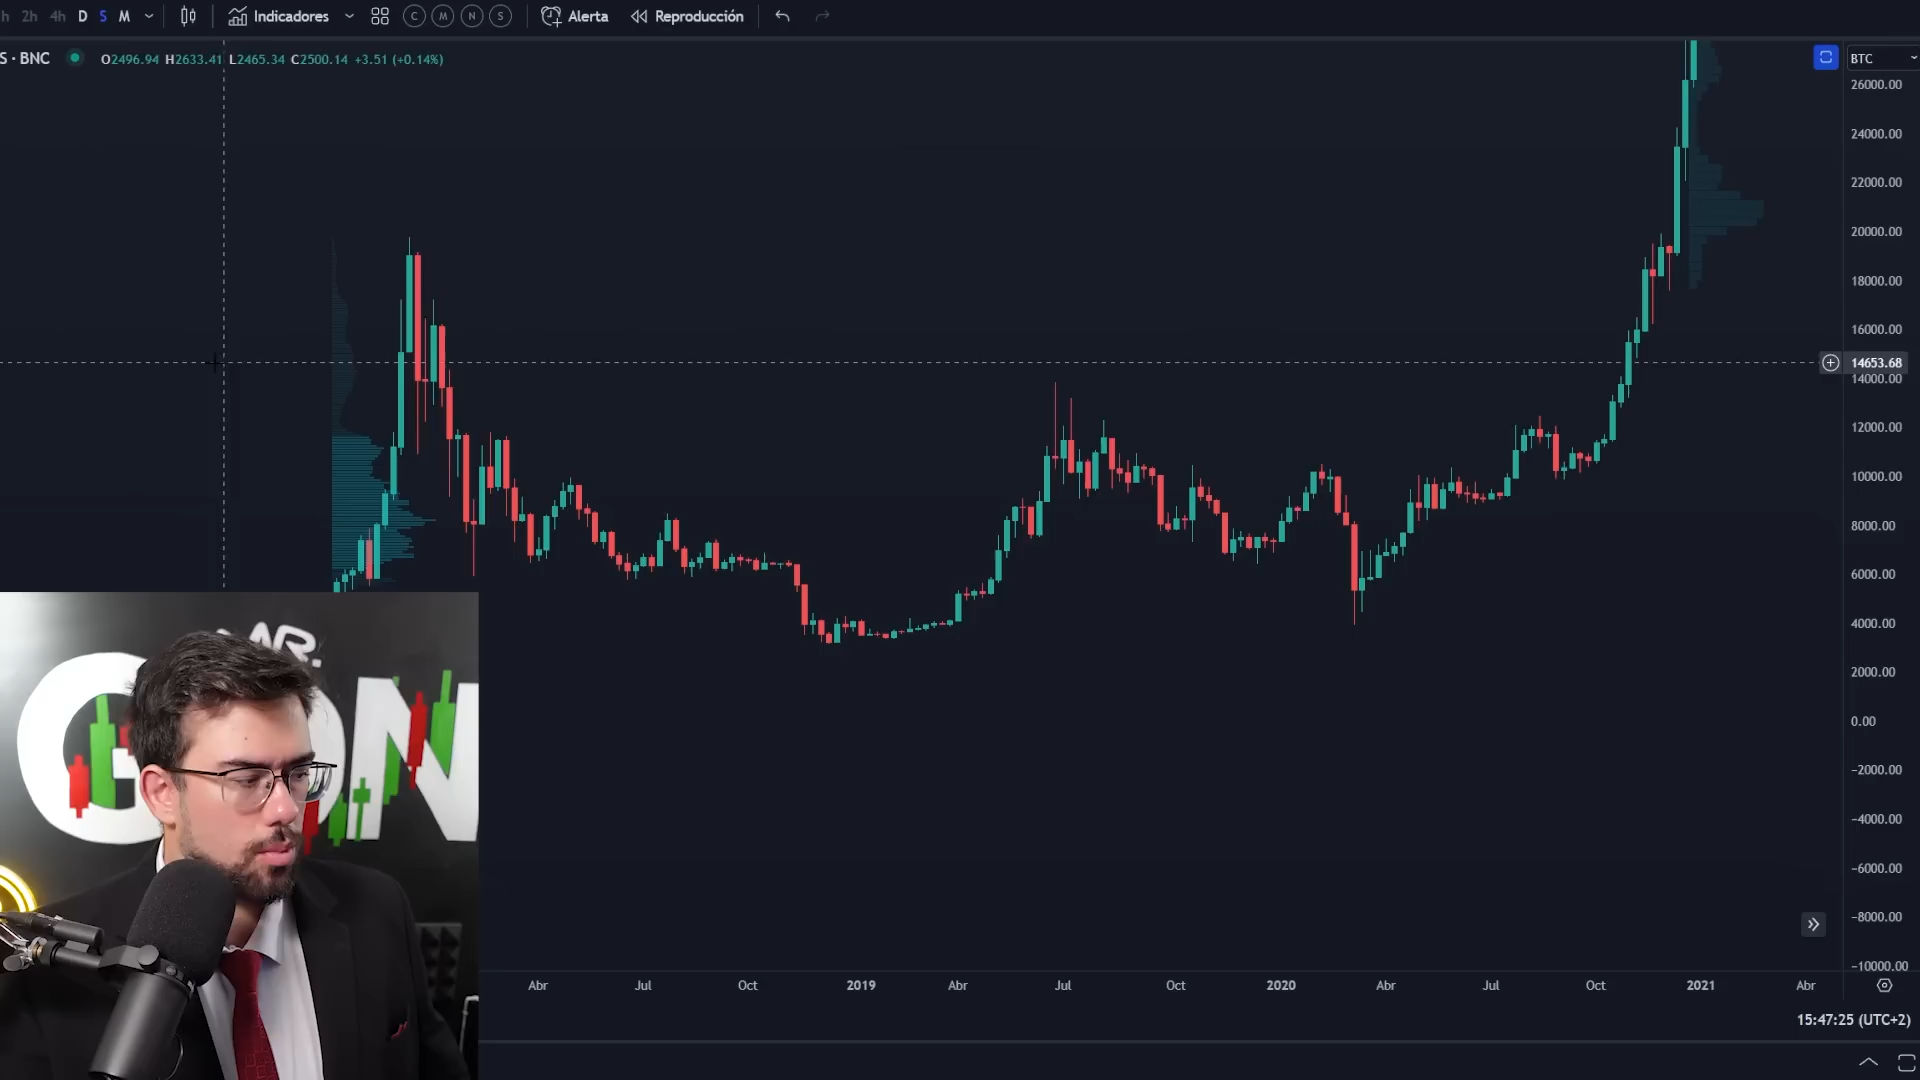 h 2h 4h D S M Indicadores C M N S Alerta Reproducción
S · BNC O2496.94 H2633.41 L2465.34 C2500.14 +3.51 (+0.14%)
BTC
26000.00
24000.00
22000.00
20000.00
18000.00
16000.00
14653.68
14000.00
12000.00
10000.00
8000.00
6000.00
4000.00
2000.00
0.00
−2000.00
−4000.00
−6000.00
−8000.00
−10000.00
MR.
CON
Abr Jul Oct 2019 Abr Jul Oct 2020 Abr Jul Oct 2021 Abr
15:47:25 (UTC+2)